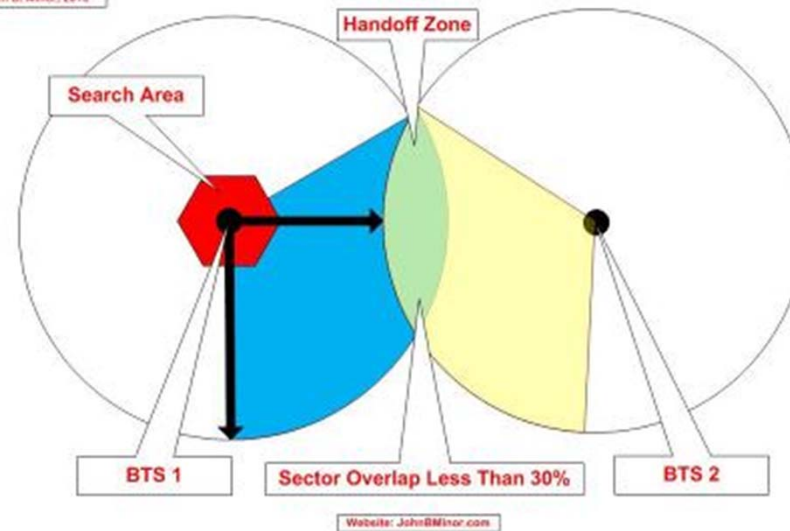 Handoff Zone
Search Area
BTS 1
Sector Overlap Less Than 30%
BTS 2
Website: JohnBMinor.com